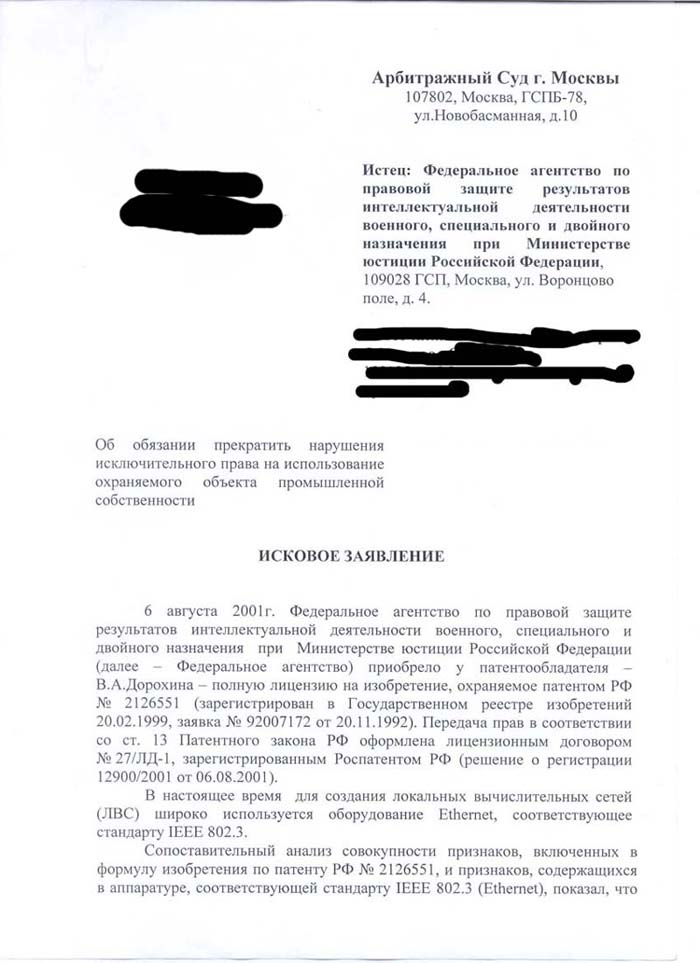 Арбитражный Суд г. Москвы
107802, Москва, ГСПБ-78,
ул.Новобасманная, д.10
Истец: Федеральное агентство по
правовой защите результатов
интеллектуальной деятельности
военного, специального и двойного
назначения при Министерстве
юстиции Российской Федерации,
109028 ГСП, Москва, ул. Воронцово
поле, д. 4.
Об обязании прекратить нарушения
исключительного права на использование
охраняемого объекта промышленной
собственности
ИСКОВОЕ ЗАЯВЛЕНИЕ
6 августа 2001г. Федеральное агентство по правовой защите
результатов интеллектуальной деятельности военного, специального и
двойного назначения при Министерстве юстиции Российской Федерации
(далее – Федеральное агентство) приобрело у патентообладателя –
В.А.Дорохина – полную лицензию на изобретение, охраняемое патентом РФ
№ 2126551 (зарегистрирован в Государственном реестре изобретений
20.02.1999, заявка № 92007172 от 20.11.1992). Передача прав в соответствии
со ст. 13 Патентного закона РФ оформлена лицензионным договором
№ 27/ЛД-1, зарегистрированным Роспатентом РФ (решение о регистрации
12900/2001 от 06.08.2001).
В настоящее время для создания локальных вычислительных сетей
(ЛВС) широко используется оборудование Ethernet, соответствующее
стандарту IEEE 802.3.
Сопоставительный анализ совокупности признаков, включенных в
формулу изобретения по патенту РФ № 2126551, и признаков, содержащихся
в аппаратуре, соответствующей стандарту IEEE 802.3 (Ethernet), показал, что